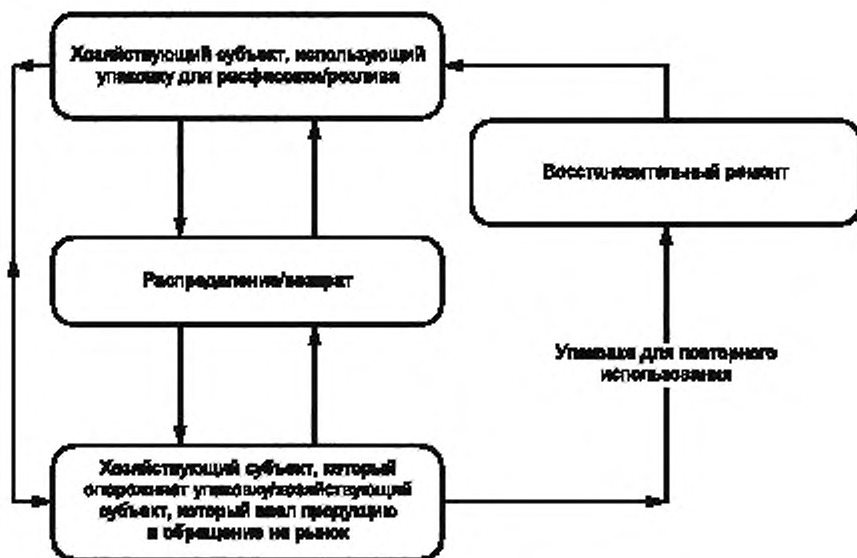 Хозяйствующий субъект, использующий
упаковку для расфасовки/розлива
Восстановительный ремонт
Распределение/возврат
Упаковка для повторного
использования
Хозяйствующий субъект, который
опорожняет упаковку/хозяйствующий
субъект, который ввел продукцию
в обращение на рынок